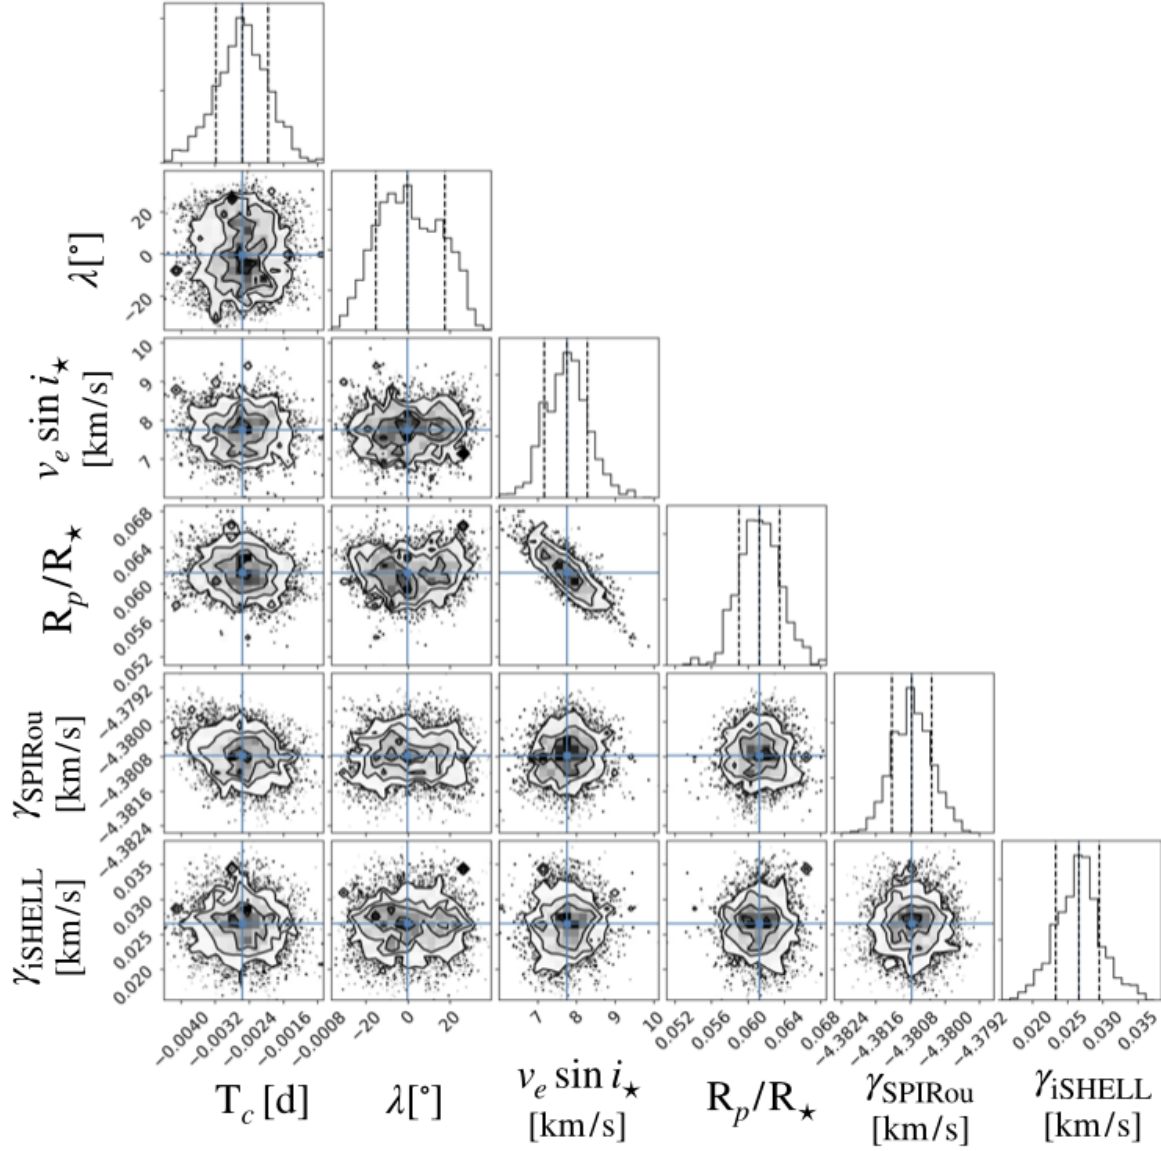 λ[°]
20
0
−20
v_e sin i_★
[km/s]
10
9
8
7
R_p/R_★
0.068
0.064
0.060
0.056
0.052
γ_SPIRou
[km/s]
−4.3792
−4.3800
−4.3808
−4.3816
−4.3824
γ_iSHELL
[km/s]
0.035
0.030
0.025
0.020
−0.0040 −0.0032 −0.0024 −0.0016 −0.0008
−20 0 20
7 8 9 10
0.052 0.056 0.060 0.064 0.068
−4.3824 −4.3816 −4.3808 −4.3800 −4.3792
0.020 0.025 0.030 0.035
T_c [d]
λ[°]
v_e sin i_★
[km/s]
R_p/R_★
γ_SPIRou
[km/s]
γ_iSHELL
[km/s]